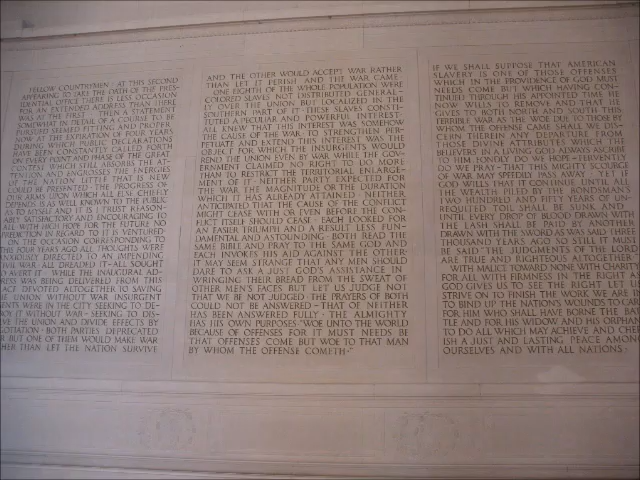 FELLOW COUNTRYMEN · AT THIS SECOND
APPEARING TO TAKE THE OATH OF THE PRES-
IDENTIAL OFFICE THERE IS LESS OCCASION
FOR AN EXTENDED ADDRESS THAN THERE
WAS AT THE FIRST · THEN A STATEMENT
SOMEWHAT IN DETAIL OF A COURSE TO BE
PURSUED SEEMED FITTING AND PROPER
NOW AT THE EXPIRATION OF FOUR YEARS
DURING WHICH PUBLIC DECLARATIONS
HAVE BEEN CONSTANTLY CALLED FORTH
ON EVERY POINT AND PHASE OF THE GREAT
CONTEST WHICH STILL ABSORBS THE AT-
TENTION AND ENGROSSES THE ENERGIES
OF THE NATION LITTLE THAT IS NEW
COULD BE PRESENTED · THE PROGRESS OF
OUR ARMS UPON WHICH ALL ELSE CHIEFLY
DEPENDS IS AS WELL KNOWN TO THE PUBLIC
AS TO MYSELF AND IT IS I TRUST REASON-
ABLY SATISFACTORY AND ENCOURAGING TO
ALL · WITH HIGH HOPE FOR THE FUTURE NO
PREDICTION IN REGARD TO IT IS VENTURED
ON THE OCCASION CORRESPONDING TO
THIS FOUR YEARS AGO ALL THOUGHTS WERE
ANXIOUSLY DIRECTED TO AN IMPENDING
CIVIL WAR · ALL DREADED IT - ALL SOUGHT
TO AVERT IT · WHILE THE INAUGURAL AD-
DRESS WAS BEING DELIVERED FROM THIS
PLACE DEVOTED ALTOGETHER TO SAVING
THE UNION WITHOUT WAR INSURGENT
AGENTS WERE IN THE CITY SEEKING TO DE-
STROY IT WITHOUT WAR - SEEKING TO DIS-
SOLVE THE UNION AND DIVIDE EFFECTS BY
NEGOTIATION · BOTH PARTIES DEPRECATED
WAR BUT ONE OF THEM WOULD MAKE WAR
RATHER THAN LET THE NATION SURVIVE
AND THE OTHER WOULD ACCEPT WAR RATHER
THAN LET IT PERISH · AND THE WAR CAME ·
ONE EIGHTH OF THE WHOLE POPULATION WERE
COLORED SLAVES NOT DISTRIBUTED GENERAL-
LY OVER THE UNION BUT LOCALIZED IN THE
SOUTHERN PART OF IT · THESE SLAVES CONSTI-
TUTED A PECULIAR AND POWERFUL INTEREST ·
ALL KNEW THAT THIS INTEREST WAS SOMEHOW
THE CAUSE OF THE WAR · TO STRENGTHEN PER-
PETUATE AND EXTEND THIS INTEREST WAS THE
OBJECT FOR WHICH THE INSURGENTS WOULD
REND THE UNION EVEN BY WAR WHILE THE GOV-
ERNMENT CLAIMED NO RIGHT TO DO MORE
THAN TO RESTRICT THE TERRITORIAL ENLARGE-
MENT OF IT · NEITHER PARTY EXPECTED FOR
THE WAR THE MAGNITUDE OR THE DURATION
WHICH IT HAS ALREADY ATTAINED · NEITHER
ANTICIPATED THAT THE CAUSE OF THE CONFLICT
MIGHT CEASE WITH OR EVEN BEFORE THE CON-
FLICT ITSELF SHOULD CEASE · EACH LOOKED FOR
AN EASIER TRIUMPH AND A RESULT LESS FUN-
DAMENTAL AND ASTOUNDING · BOTH READ THE
SAME BIBLE AND PRAY TO THE SAME GOD AND
EACH INVOKES HIS AID AGAINST THE OTHER
IT MAY SEEM STRANGE THAT ANY MEN SHOULD
DARE TO ASK A JUST GOD'S ASSISTANCE IN
WRINGING THEIR BREAD FROM THE SWEAT OF
OTHER MEN'S FACES BUT LET US JUDGE NOT
THAT WE BE NOT JUDGED · THE PRAYERS OF BOTH
COULD NOT BE ANSWERED - THAT OF NEITHER
HAS BEEN ANSWERED FULLY · THE ALMIGHTY
HAS HIS OWN PURPOSES · "WOE UNTO THE WORLD
BECAUSE OF OFFENSES FOR IT MUST NEEDS BE
THAT OFFENSES COME BUT WOE TO THAT MAN
BY WHOM THE OFFENSE COMETH ·"
IF WE SHALL SUPPOSE THAT AMERICAN
SLAVERY IS ONE OF THOSE OFFENSES
WHICH IN THE PROVIDENCE OF GOD MUST
NEEDS COME BUT WHICH HAVING CON-
TINUED THROUGH HIS APPOINTED TIME HE
NOW WILLS TO REMOVE AND THAT HE
GIVES TO BOTH NORTH AND SOUTH THIS
TERRIBLE WAR AS THE WOE DUE TO THOSE BY
WHOM THE OFFENSE CAME SHALL WE DIS-
CERN THEREIN ANY DEPARTURE FROM
THOSE DIVINE ATTRIBUTES WHICH THE
BELIEVERS IN A LIVING GOD ALWAYS ASCRIBE
TO HIM · FONDLY DO WE HOPE - FERVENTLY
DO WE PRAY - THAT THIS MIGHTY SCOURGE
OF WAR MAY SPEEDILY PASS AWAY · YET IF
GOD WILLS THAT IT CONTINUE UNTIL ALL
THE WEALTH PILED BY THE BONDSMAN'S
TWO HUNDRED AND FIFTY YEARS OF UN-
REQUITED TOIL SHALL BE SUNK AND
UNTIL EVERY DROP OF BLOOD DRAWN WITH
THE LASH SHALL BE PAID BY ANOTHER
DRAWN WITH THE SWORD AS WAS SAID THREE
THOUSAND YEARS AGO SO STILL IT MUST
BE SAID "THE JUDGMENTS OF THE LORD
ARE TRUE AND RIGHTEOUS ALTOGETHER ·"
WITH MALICE TOWARD NONE WITH CHARITY
FOR ALL WITH FIRMNESS IN THE RIGHT AS
GOD GIVES US TO SEE THE RIGHT LET US
STRIVE ON TO FINISH THE WORK WE ARE IN
TO BIND UP THE NATION'S WOUNDS TO CARE
FOR HIM WHO SHALL HAVE BORNE THE BAT-
TLE AND FOR HIS WIDOW AND HIS ORPHAN -
TO DO ALL WHICH MAY ACHIEVE AND CHER-
ISH A JUST AND LASTING PEACE AMONG
OURSELVES AND WITH ALL NATIONS ·